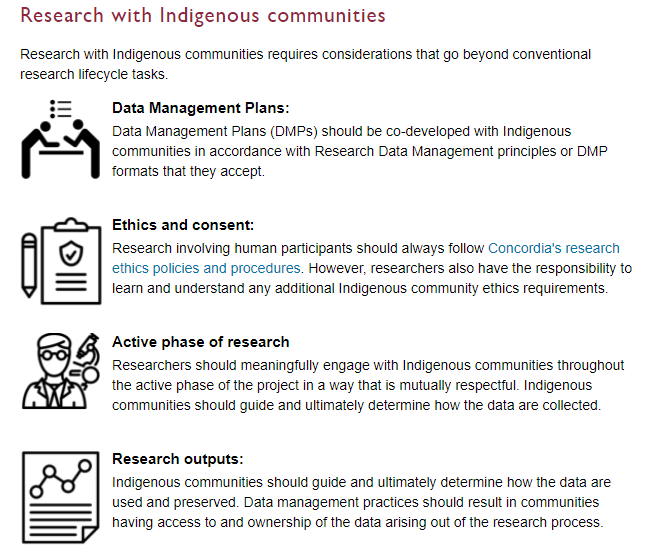 Research with Indigenous communities
Research with Indigenous communities requires considerations that go beyond conventional
research lifecycle tasks.
Data Management Plans:
Data Management Plans (DMPs) should be co-developed with Indigenous
communities in accordance with Research Data Management principles or DMP
formats that they accept.
Ethics and consent:
Research involving human participants should always follow Concordia's research
ethics policies and procedures. However, researchers also have the responsibility to
learn and understand any additional Indigenous community ethics requirements.
Active phase of research
Researchers should meaningfully engage with Indigenous communities throughout
the active phase of the project in a way that is mutually respectful. Indigenous
communities should guide and ultimately determine how the data are collected.
Research outputs:
Indigenous communities should guide and ultimately determine how the data are
used and preserved. Data management practices should result in communities
having access to and ownership of the data arising out of the research process.